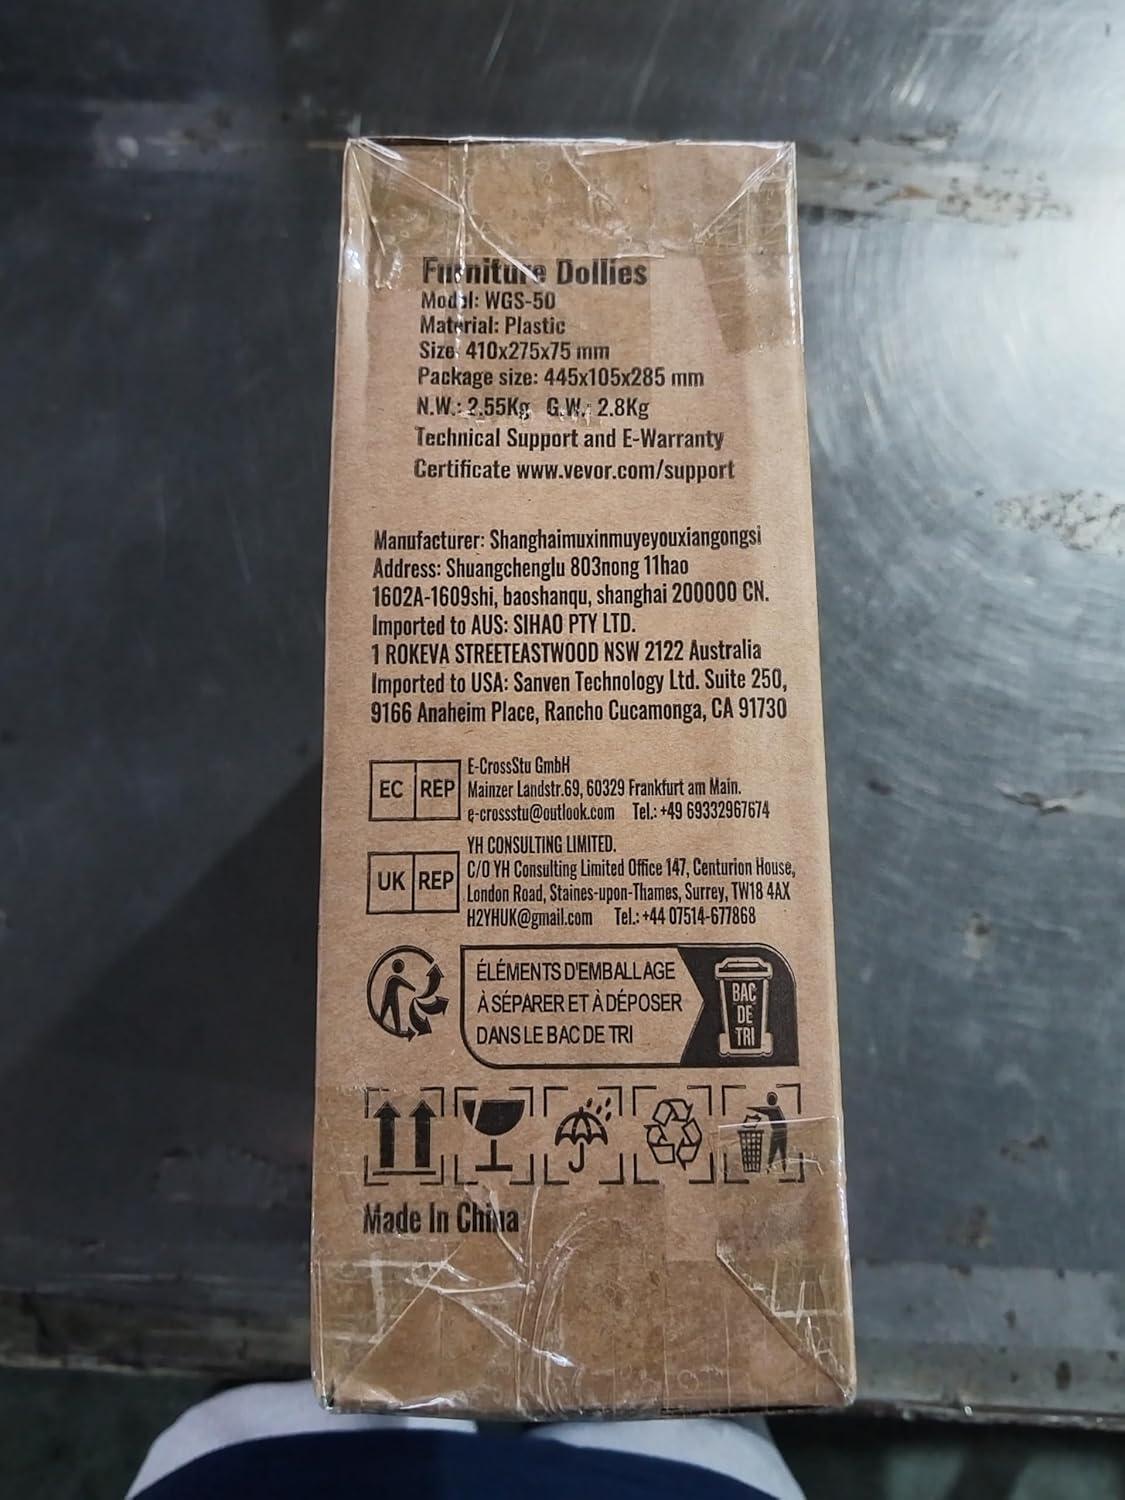 Furniture Dollies
Model: WGS-50
Material: Plastic
Size: 410x275x75 mm
Package size: 445x105x285 mm
N.W.: 2.55Kg G.W.: 2.8Kg
Technical Support and E-Warranty
Certificate www.vevor.com/support
Manufacturer: Shanghaimuxinmuyeyouxiangongsi
Address: Shuangchenglu 803nong 11hao
1602A-1609shi, baoshanqu, shanghai 200000 CN.
Imported to AUS: SIHAO PTY LTD.
1 ROKEVA STREETEASTWOOD NSW 2122 Australia
Imported to USA: Sanven Technology Ltd. Suite 250,
9166 Anaheim Place, Rancho Cucamonga, CA 91730
EC REP
E-CrossStu GmbH
Mainzer Landstr.69, 60329 Frankfurt am Main.
e-crossstu@outlook.com Tel.: +49 69332967674
UK REP
YH CONSULTING LIMITED.
C/O YH Consulting Limited Office 147, Centurion House,
London Road, Staines-upon-Thames, Surrey, TW18 4AX
H2YHUK@gmail.com Tel.: +44 07514-677868
ÉLÉMENTS D'EMBALLAGE
À SÉPARER ET À DÉPOSER
DANS LE BAC DE TRI
BAC
DE
TRI
Made In China